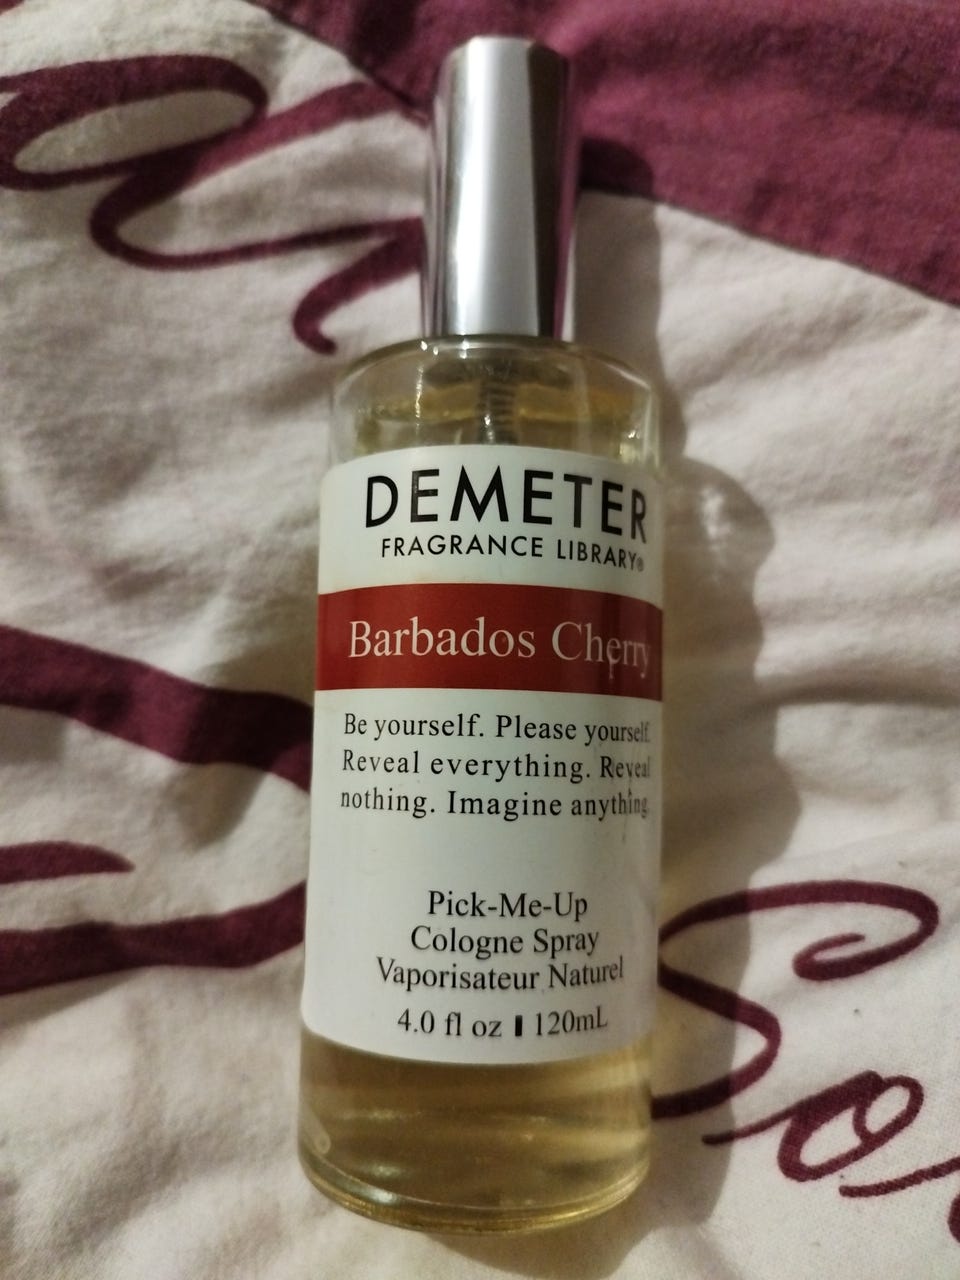 DEMETER
FRAGRANCE LIBRARY®
Barbados Cherry
Be yourself. Please yourself.
Reveal everything. Reveal
nothing. Imagine anything.
Pick-Me-Up
Cologne Spray
Vaporisateur Naturel
4.0 fl oz ▮ 120mL